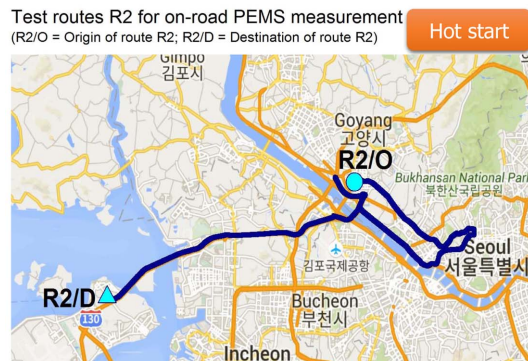 Test routes R2 for on-road PEMS measurement
(R2/O = Origin of route R2; R2/D = Destination of route R2)
Hot start
Gimpo
김포시
Goyang
고양시
R2/O
Bukhansan National Park
북한산국립공원
Seoul
서울특별시
김포국제공항
R2/D
130
Bucheon
부천시
Incheon